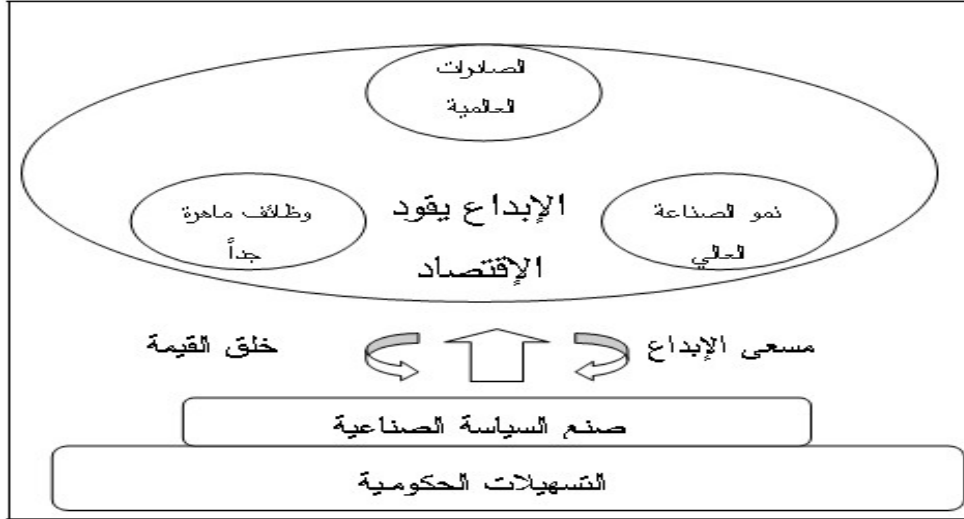 الصادرات
العالمية
الإبداع يقود
الإقتصاد
نمو الصناعة
العالي
وظائف ماهرة
جداً
مسعى الإبداع
خلق القيمة
صنع السياسة الصناعية
التسهيلات الحكومية